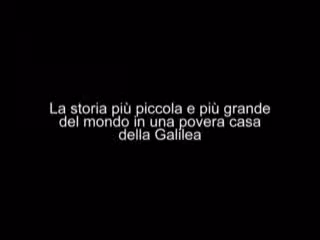 La storia più piccola e più grande
del mondo in una povera casa
della Galilea